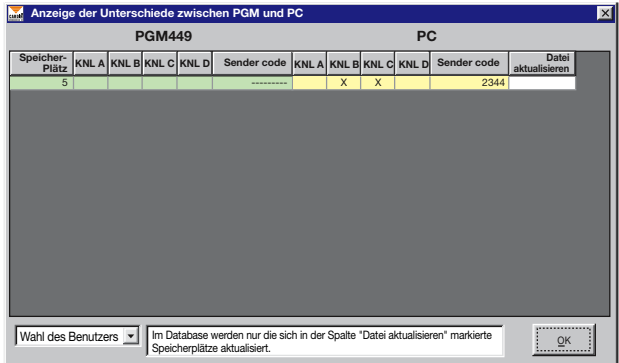 Anzeige der Unterschiede zwischen PGM und PC
PGM449 PC
Speicher-Plätz KNL A KNL B KNL C KNL D Sender code KNL A KNL B KNL C KNL D Sender code Datei aktualisieren
5 --------- X X 2344
Wahl des Benutzers
Im Database werden nur die sich in der Spalte "Datei aktualisieren" markierte
Speicherplätze aktualisiert.
OK